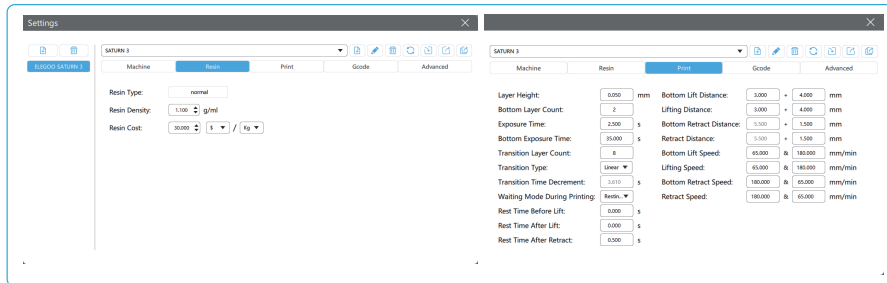 Settings
SATURN 3
ELEGOO SATURN 3
Machine Resin Print Gcode Advanced
Resin Type: normal
Resin Density: 1.100 g/ml
Resin Cost: 30.000 $ / Kg
SATURN 3
Machine Resin Print Gcode Advanced
Layer Height: 0.050 mm Bottom Lift Distance: 3.000 + 4.000 mm
Bottom Layer Count: 2 Lifting Distance: 3.000 + 4.000 mm
Exposure Time: 2.500 s Bottom Retract Distance: 5.500 + 1.500 mm
Bottom Exposure Time: 35.000 s Retract Distance: 5.500 + 1.500 mm
Transition Layer Count: 8 Bottom Lift Speed: 65.000 & 180.000 mm/min
Transition Type: Linear Lifting Speed: 65.000 & 180.000 mm/min
Transition Time Decrement: 3.610 s Bottom Retract Speed: 180.000 & 65.000 mm/min
Waiting Mode During Printing: Restin... Retract Speed: 180.000 & 65.000 mm/min
Rest Time Before Lift: 0.000 s
Rest Time After Lift: 0.000 s
Rest Time After Retract: 0.500 s